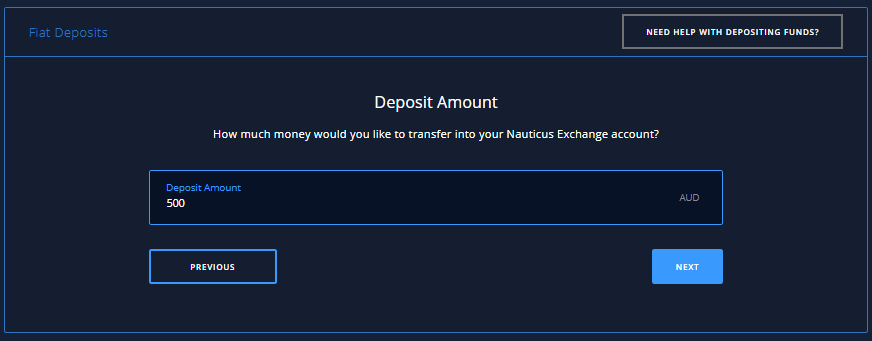 Fiat Deposits
NEED HELP WITH DEPOSITING FUNDS?
Deposit Amount
How much money would you like to transfer into your Nauticus Exchange account?
Deposit Amount
500
AUD
PREVIOUS
NEXT